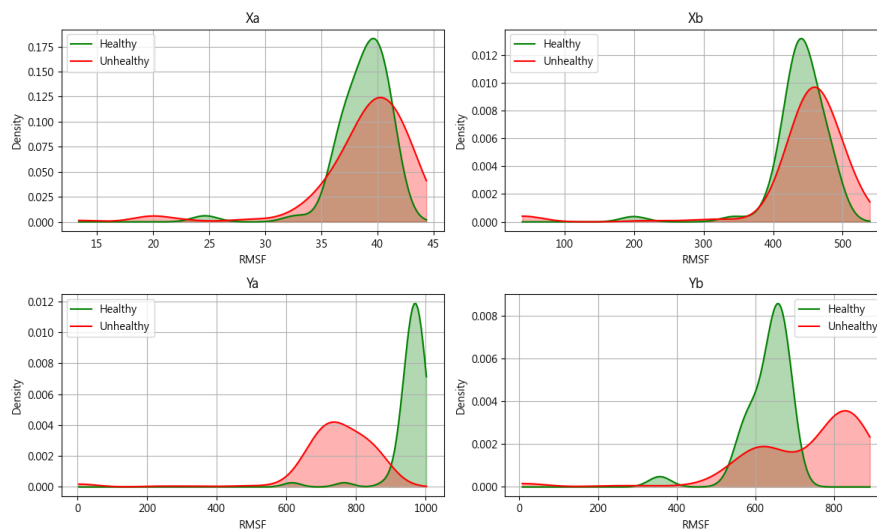 Xa
Healthy
Unhealthy
0.175
0.150
0.125
0.100
0.075
0.050
0.025
0.000
Density
15 20 25 30 35 40 45
RMSF
Xb
Healthy
Unhealthy
0.012
0.010
0.008
0.006
0.004
0.002
0.000
Density
100 200 300 400 500
RMSF
Ya
Healthy
Unhealthy
0.012
0.010
0.008
0.006
0.004
0.002
0.000
Density
0 200 400 600 800 1000
RMSF
Yb
Healthy
Unhealthy
0.008
0.006
0.004
0.002
0.000
Density
0 200 400 600 800
RMSF